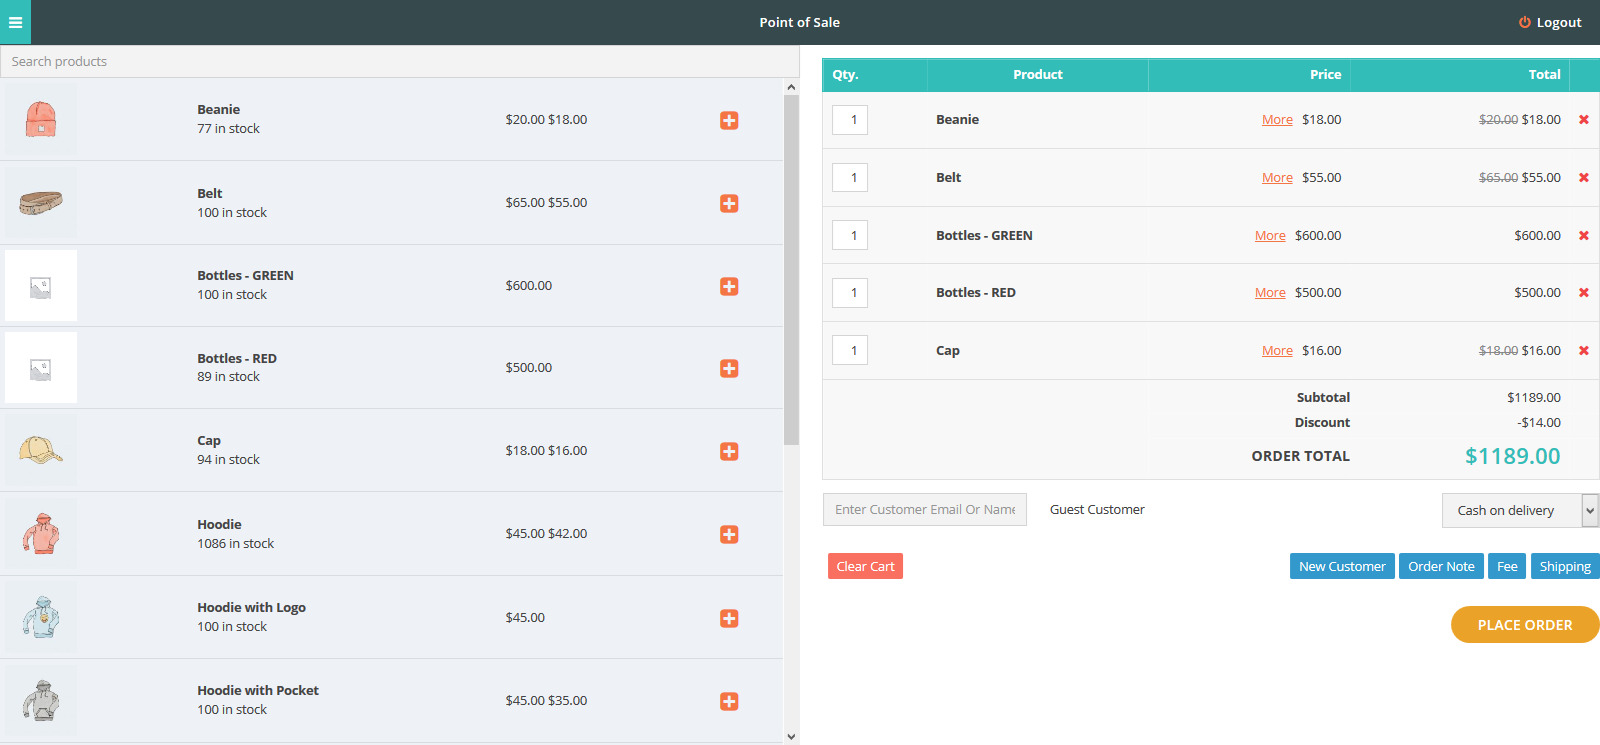 Point of Sale
Logout
Search products
Beanie
77 in stock
$20.00 $18.00
Belt
100 in stock
$65.00 $55.00
Bottles - GREEN
100 in stock
$600.00
Bottles - RED
89 in stock
$500.00
Cap
94 in stock
$18.00 $16.00
Hoodie
1086 in stock
$45.00 $42.00
Hoodie with Logo
100 in stock
$45.00
Hoodie with Pocket
100 in stock
$45.00 $35.00
Qty. Product Price Total
1 Beanie More $18.00 $20.00 $18.00
1 Belt More $55.00 $65.00 $55.00
1 Bottles - GREEN More $600.00 $600.00
1 Bottles - RED More $500.00 $500.00
1 Cap More $16.00 $18.00 $16.00
Subtotal $1189.00
Discount -$14.00
ORDER TOTAL $1189.00
Enter Customer Email Or Name Guest Customer Cash on delivery
Clear Cart New Customer Order Note Fee Shipping
PLACE ORDER